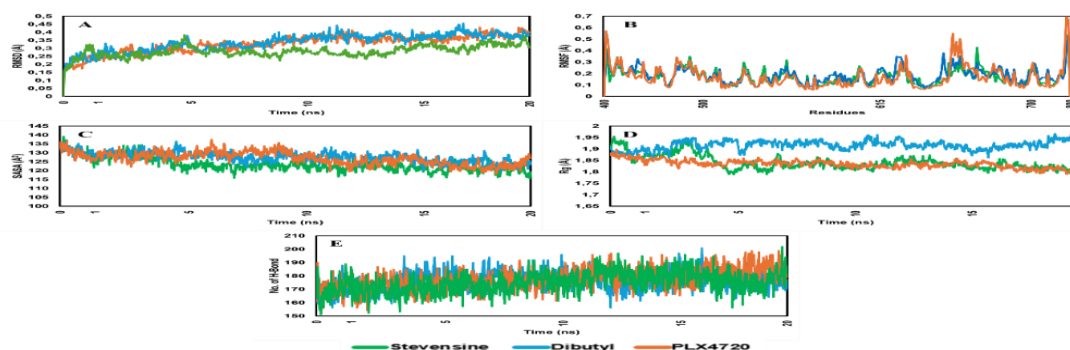 A
RMSD (Å)
0,5
0,45
0,4
0,35
0,3
0,25
0,2
0,15
0,1
0,05
0
0 1 5 10 15 20
Time (ns)
B
RMSF (Å)
0,7
0,6
0,5
0,4
0,3
0,2
0,1
0
400 500 615 700
Residues
C
SASA (Å²)
145
140
135
130
125
120
115
110
105
100
0 1 5 10 15 20
Time (ns)
D
Rg (Å)
2
1,95
1,9
1,85
1,8
1,75
1,7
1,65
0 1 5 10 15
Time (ns)
E
No. of H-Bond
210
200
190
180
170
160
150
0 1 5 10 15 20
Time (ns)
Stevensine Dibutyl PLX4720